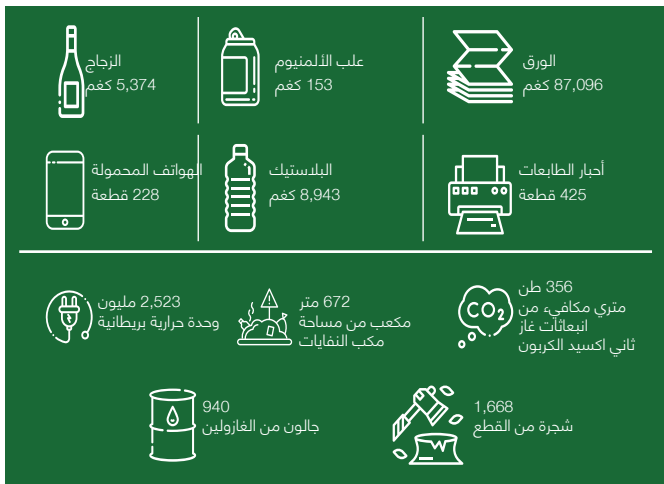 الورق
87,096 كغم
علب الألمنيوم
153 كغم
الزجاج
5,374 كغم
أحبار الطابعات
425 قطعة
البلاستيك
8,943 كغم
الهواتف المحمولة
228 قطعة
356 طن
متري مكافيء من
انبعاثات غاز
ثاني اكسيد الكربون
CO2
672 متر
مكعب من مساحة
مكب النفايات
2,523 مليون
وحدة حرارية بريطانية
1,668
شجرة من القطع
940
جالون من الغازولين